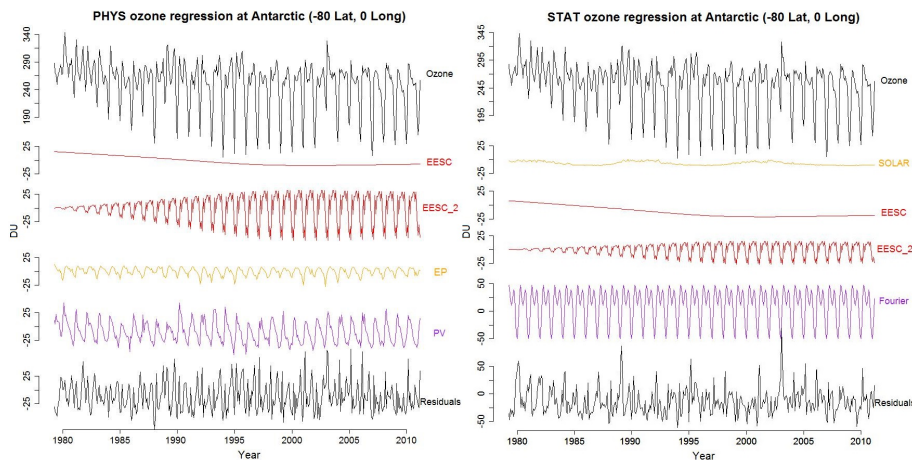 PHYS ozone regression at Antarctic (-80 Lat, 0 Long)
340
290
240
190
Ozone
25
-25
EESC
25
-25
EESC_2
DU
25
-25
EP
25
-25
PV
25
-25
Residuals
1980 1985 1990 1995 2000 2005 2010
Year
STAT ozone regression at Antarctic (-80 Lat, 0 Long)
345
295
245
195
Ozone
25
-25
SOLAR
25
-25
EESC
25
-25
EESC_2
DU
50
0
-50
Fourier
50
0
-50
Residuals
1980 1985 1990 1995 2000 2005 2010
Year